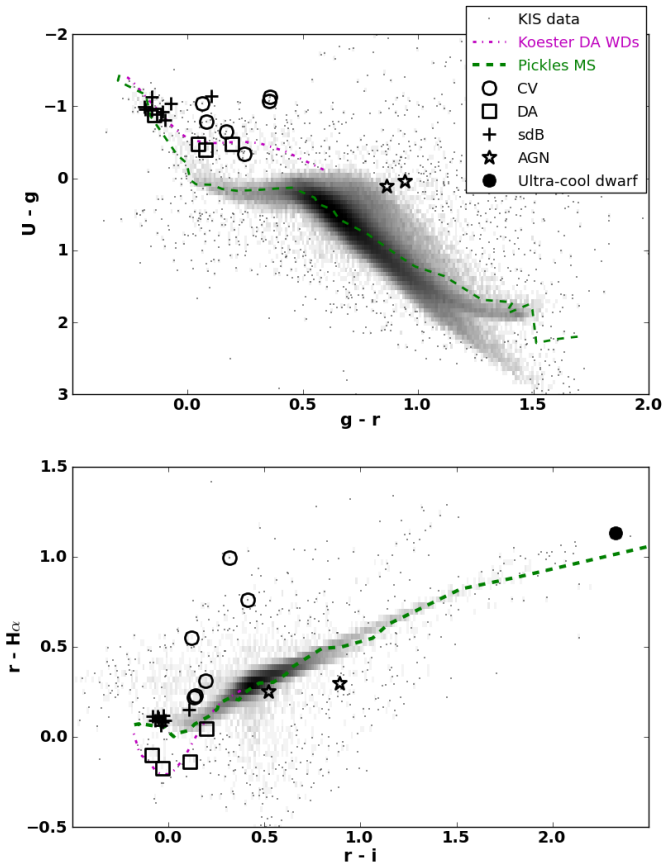 KIS data
Koester DA WDs
Pickles MS
CV
DA
sdB
AGN
Ultra-cool dwarf
−2
−1
0
1
2
3
U - g
0.0 0.5 1.0 1.5 2.0
g - r
1.5
1.0
0.5
0.0
−0.5
r - Hα
0.0 0.5 1.0 1.5 2.0
r - i